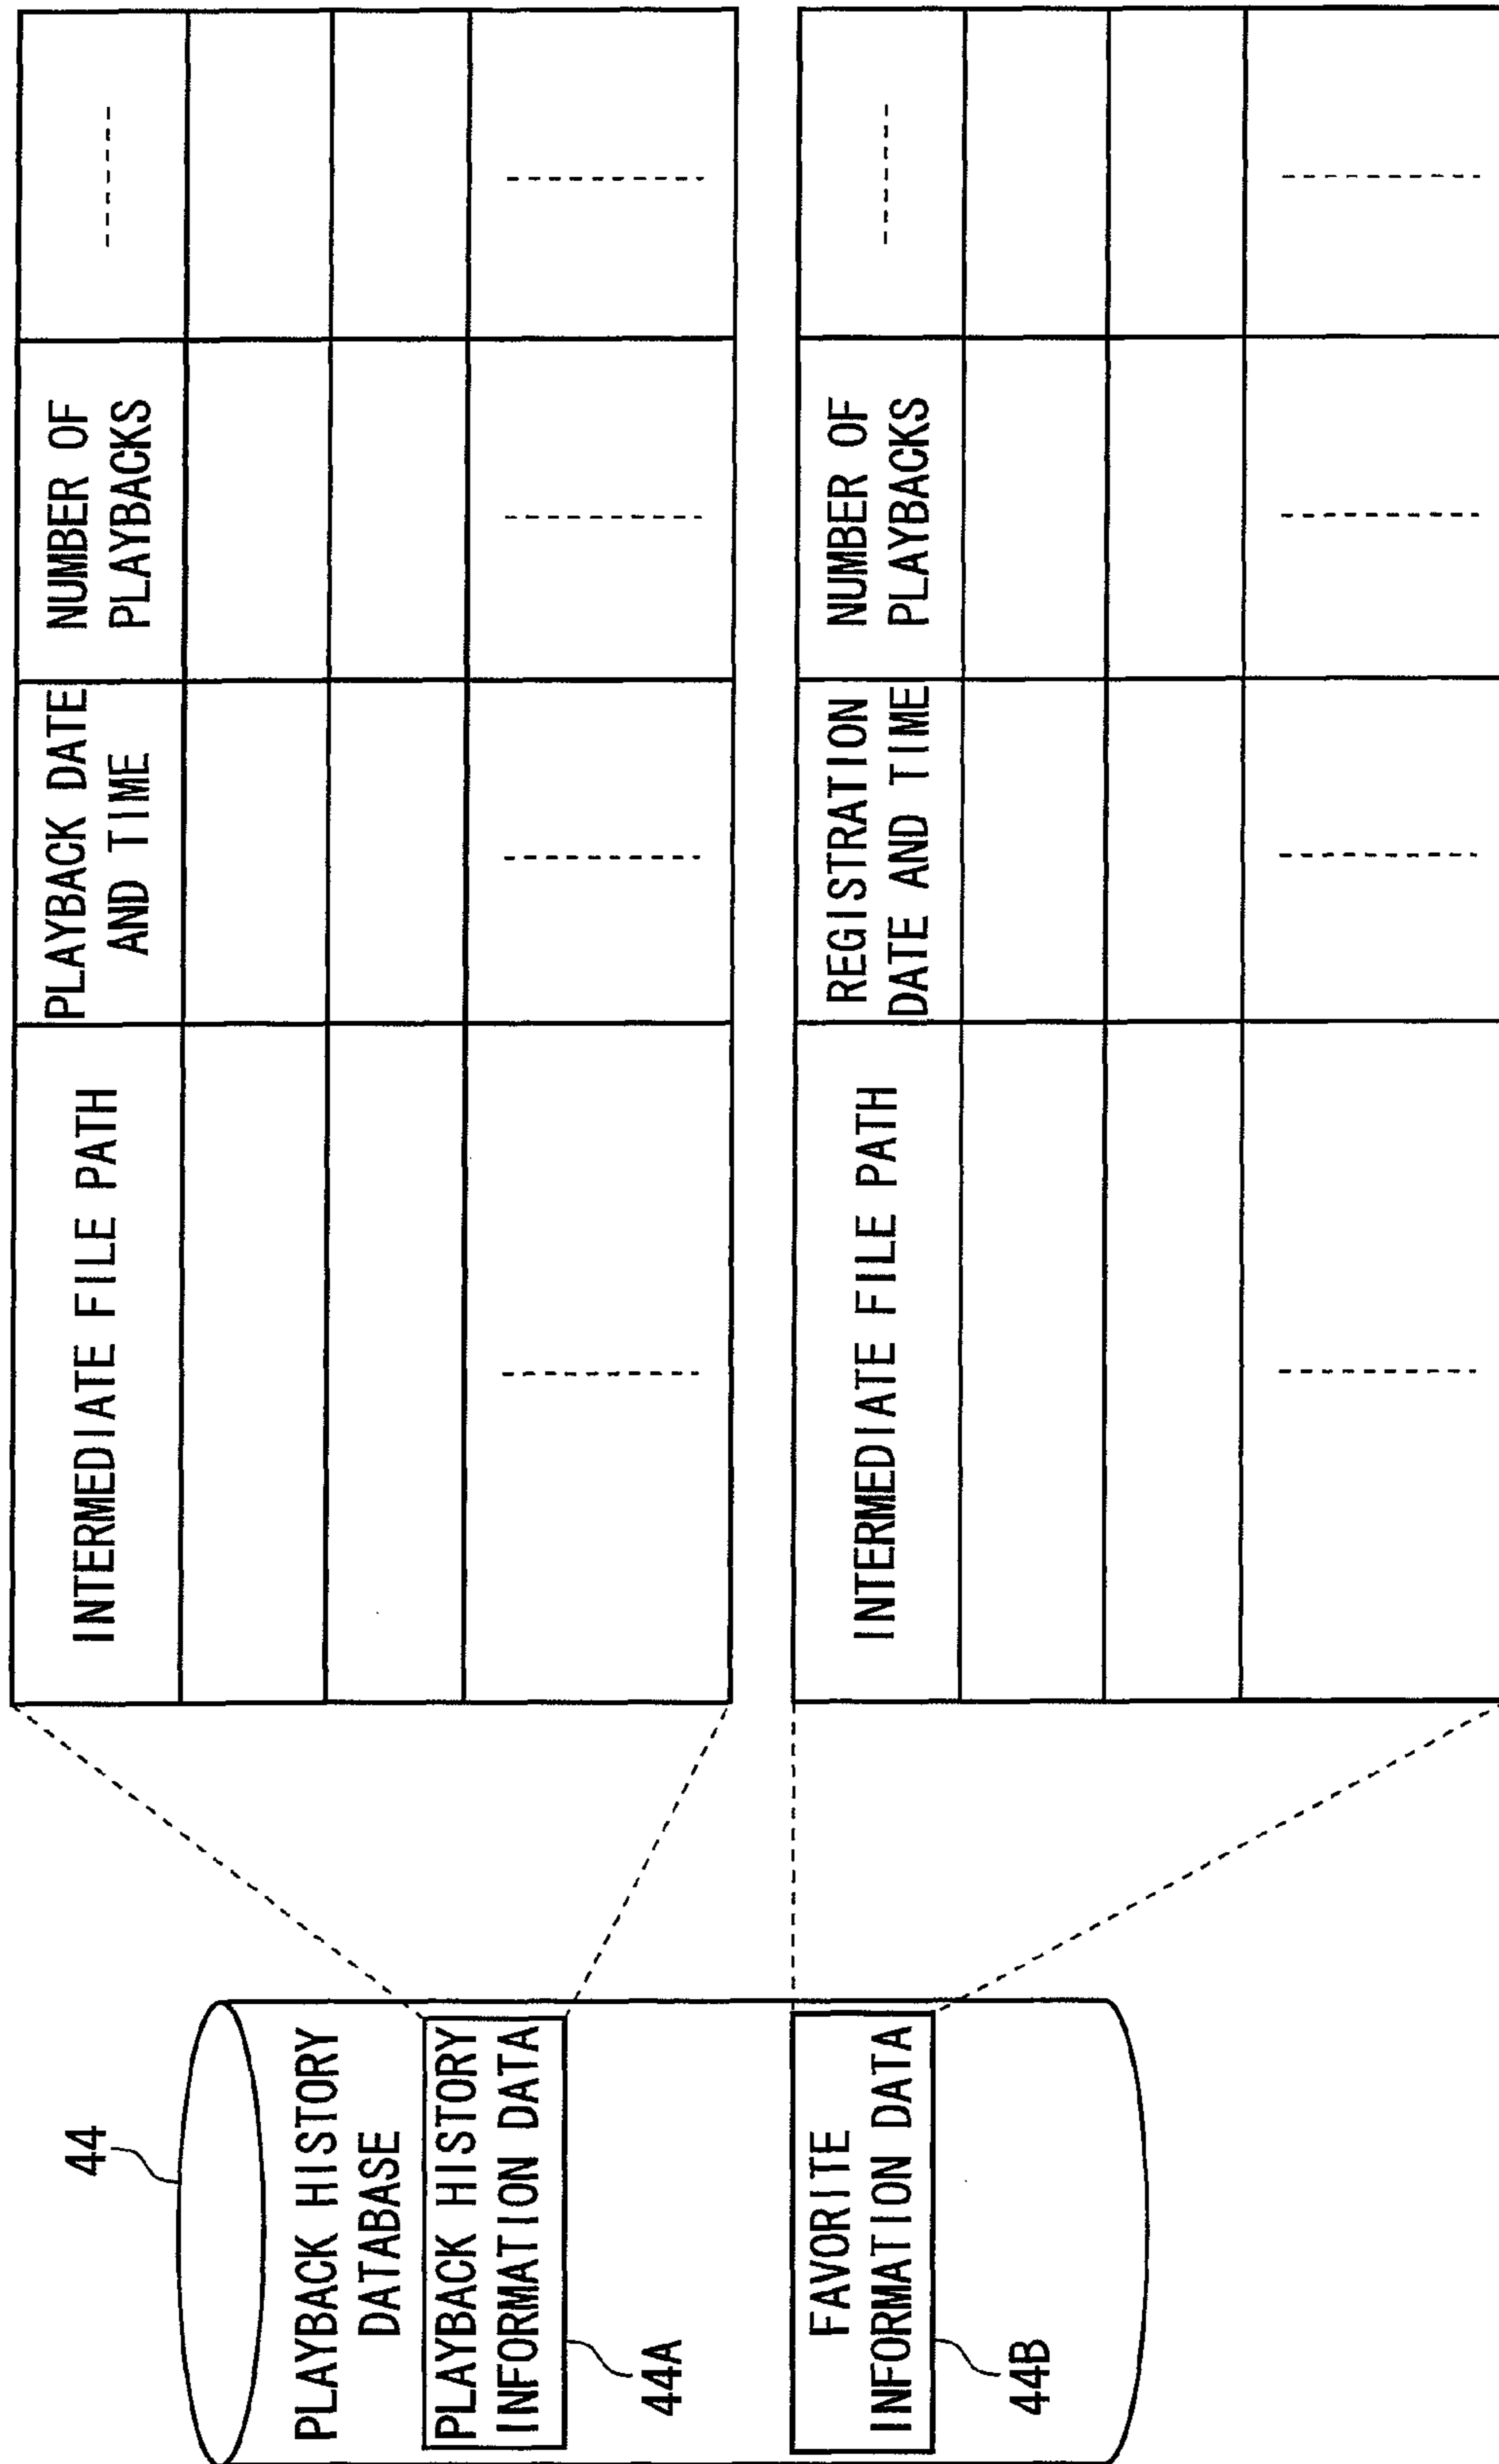 44
PLAYBACK HISTORY
DATABASE
PLAYBACK HISTORY
INFORMATION DATA
44A
FAVORITE
INFORMATION DATA
44B
INTERMEDIATE FILE PATH
PLAYBACK DATE
AND TIME
NUMBER OF
PLAYBACKS
INTERMEDIATE FILE PATH
REGISTRATION
DATE AND TIME
NUMBER OF
PLAYBACKS